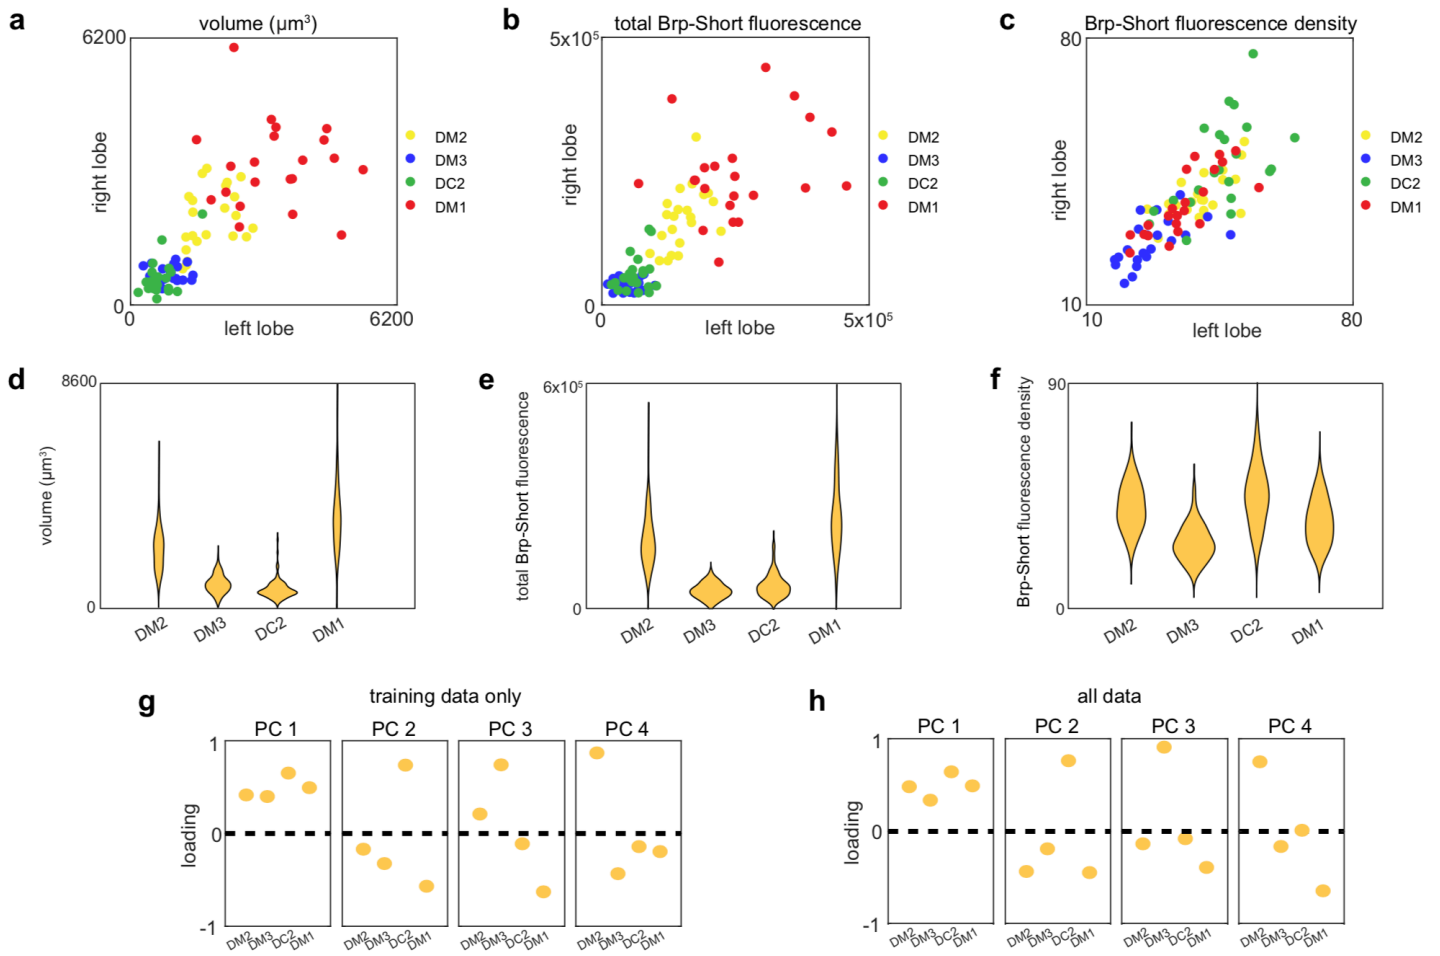 a
volume (µm³)
6200
right lobe
0
0
left lobe
6200
DM2
DM3
DC2
DM1
b
total Brp-Short fluorescence
5x10⁵
right lobe
0
0
left lobe
5x10⁵
DM2
DM3
DC2
DM1
c
Brp-Short fluorescence density
80
right lobe
10
10
left lobe
80
DM2
DM3
DC2
DM1
d
8600
volume (µm³)
0
DM2
DM3
DC2
DM1
e
6x10⁵
total Brp-Short fluorescence
0
DM2
DM3
DC2
DM1
f
90
Brp-Short fluorescence density
0
DM2
DM3
DC2
DM1
g
training data only
PC 1
PC 2
PC 3
PC 4
1
loading
0
-1
DM2 DM3 DC2 DM1
DM2 DM3 DC2 DM1
DM2 DM3 DC2 DM1
DM2 DM3 DC2 DM1
h
all data
PC 1
PC 2
PC 3
PC 4
1
loading
0
-1
DM2 DM3 DC2 DM1
DM2 DM3 DC2 DM1
DM2 DM3 DC2 DM1
DM2 DM3 DC2 DM1